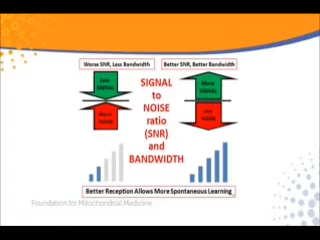 Worse SNR, Less Bandwidth
Better SNR, Better Bandwidth
Less
SIGNAL
More
NOISE
SIGNAL
to
NOISE
ratio
(SNR)
and
BANDWIDTH
More
SIGNAL
Less
NOISE
Better Reception Allows More Spontaneous Learning
Foundation for Mitochondrial Medicine